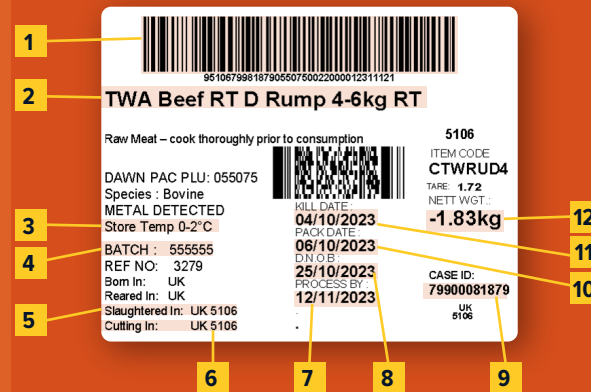 1
95106799818790550750022000012311121
2
TWA Beef RT D Rump 4-6kg RT
Raw Meat – cook thoroughly prior to consumption
5106
ITEM CODE
CTWRUD4
DAWN PAC PLU: 055075
TARE: 1.72
Species : Bovine
NETT WGT.:
METAL DETECTED
KILL DATE :
-1.83kg
12
3
Store Temp 0-2°C
04/10/2023
11
PACK DATE :
4
BATCH : 555555
06/10/2023
10
REF NO: 3279
D.N.O.B :
25/10/2023
CASE ID:
Born In: UK
PROCESS BY :
79900081879
Reared In: UK
12/11/2023
5
Slaughtered In: UK 5106
UK
5106
Cutting In: UK 5106
6
7
8
9